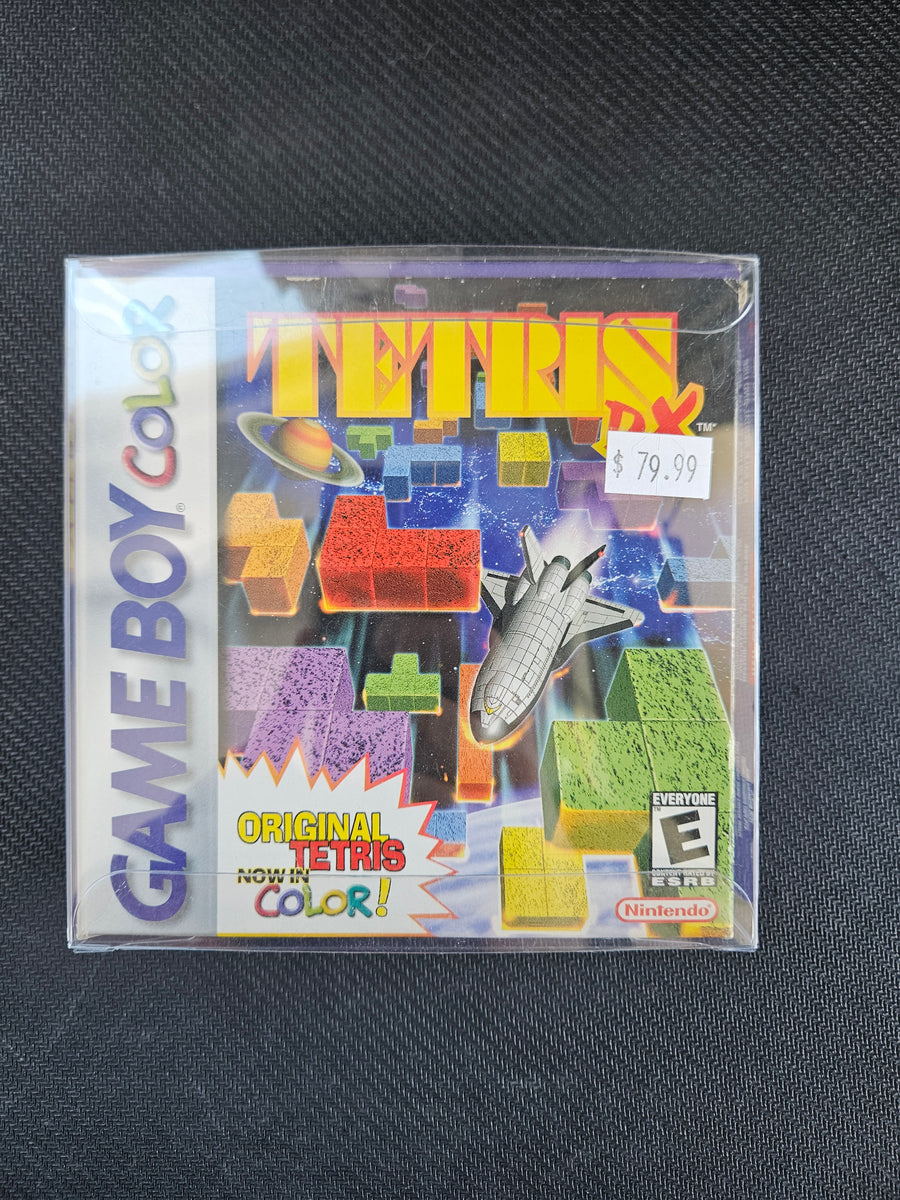 GAME BOY COLOR
®
TETRIS
DX
TM
$ 79.99
ORIGINAL
TETRIS
NOW IN
COLOR!
EVERYONE
E
CONTENT RATED BY
ESRB
Nintendo